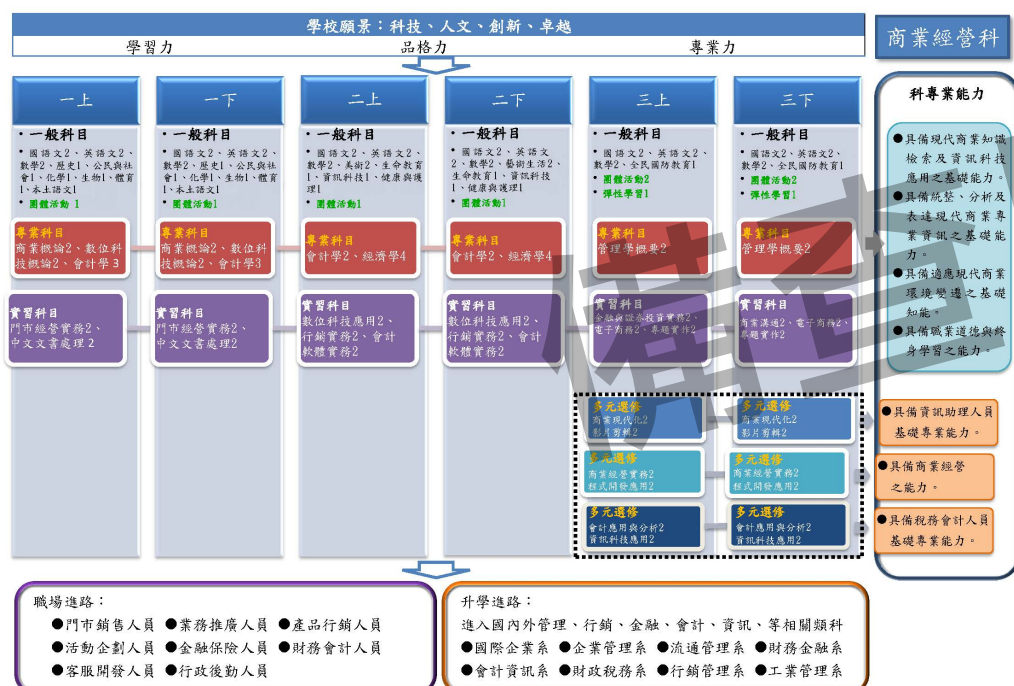 學校願景：科技、人文、創新、卓越
學習力
品格力
專業力
商業經營科
一上
一下
二上
二下
三上
三下
•一般科目
•國語文2、英語文2、
數學2、歷史1、公民與社
會1、化學1、生物1、體育
1、本土語文1
•團體活動 1
•一般科目
•國語文2、英語文2、
數學2、歷史1、公民與社
會1、化學1、生物1、體育
1、本土語文1
•團體活動1
•一般科目
•國語文2、英語文2、
數學2、美術2、生命教育
1、資訊科技1、健康與護
理1
•團體活動1
•一般科目
•國語文2、英語文
2、數學2、藝術生活2、
生命教育1、資訊科技
1、健康與護理1
•團體活動1
•一般科目
•國語文2、英語文2、
數學2、全民國防教育1
•團體活動2
•彈性學習1
•一般科目
•國語文2、英語文2、
數學2、全民國防教育1
•團體活動2
•彈性學習1
專業科目
商業概論2、數位科
技概論2、會計學3
專業科目
商業概論2、數位科
技概論2、會計學3
專業科目
會計學2、經濟學4
專業科目
會計學2、經濟學4
專業科目
管理學概要2
專業科目
管理學概要2
實習科目
門市經營實務2、
中文文書處理2
實習科目
門市經營實務2、
中文文書處理2
實習科目
數位科技應用2、
行銷實務2、會計
軟體實務2
實習科目
數位科技應用2、
行銷實務2、會計
軟體實務2
實習科目
金融與證券投資實務2、
電子商務2、專題實作2
實習科目
商業溝通2、電子商務2、
專題實作2
多元選修
商業現代化2
影片剪輯2
多元選修
商業現代化2
影片剪輯2
多元選修
商業經營實務2
程式開發應用2
多元選修
商業經營實務2
程式開發應用2
多元選修
會計應用與分析2
資訊科技應用2
多元選修
會計應用與分析2
資訊科技應用2
科專業能力
●具備現代商業知識
檢索及資訊科技
應用之基礎能力。
●具備統整、分析及
表達現代商業專
業資訊之基礎能
力。
●具備適應現代商業
環境變遷之基礎
知能。
●具備職業道德與終
身學習之能力。
●具備資訊助理人員
基礎專業能力。
●具備商業經營
之能力。
●具備稅務會計人員
基礎專業能力。
備查
職場進路：
●門市銷售人員 ●業務推廣人員 ●產品行銷人員
●活動企劃人員 ●金融保險人員 ●財務會計人員
●客服開發人員 ●行政後勤人員
升學進路：
進入國內外管理、行銷、金融、會計、資訊、等相關類科
●國際企業系 ●企業管理系 ●流通管理系 ●財務金融系
●會計資訊系 ●財政稅務系 ●行銷管理系 ●工業管理系